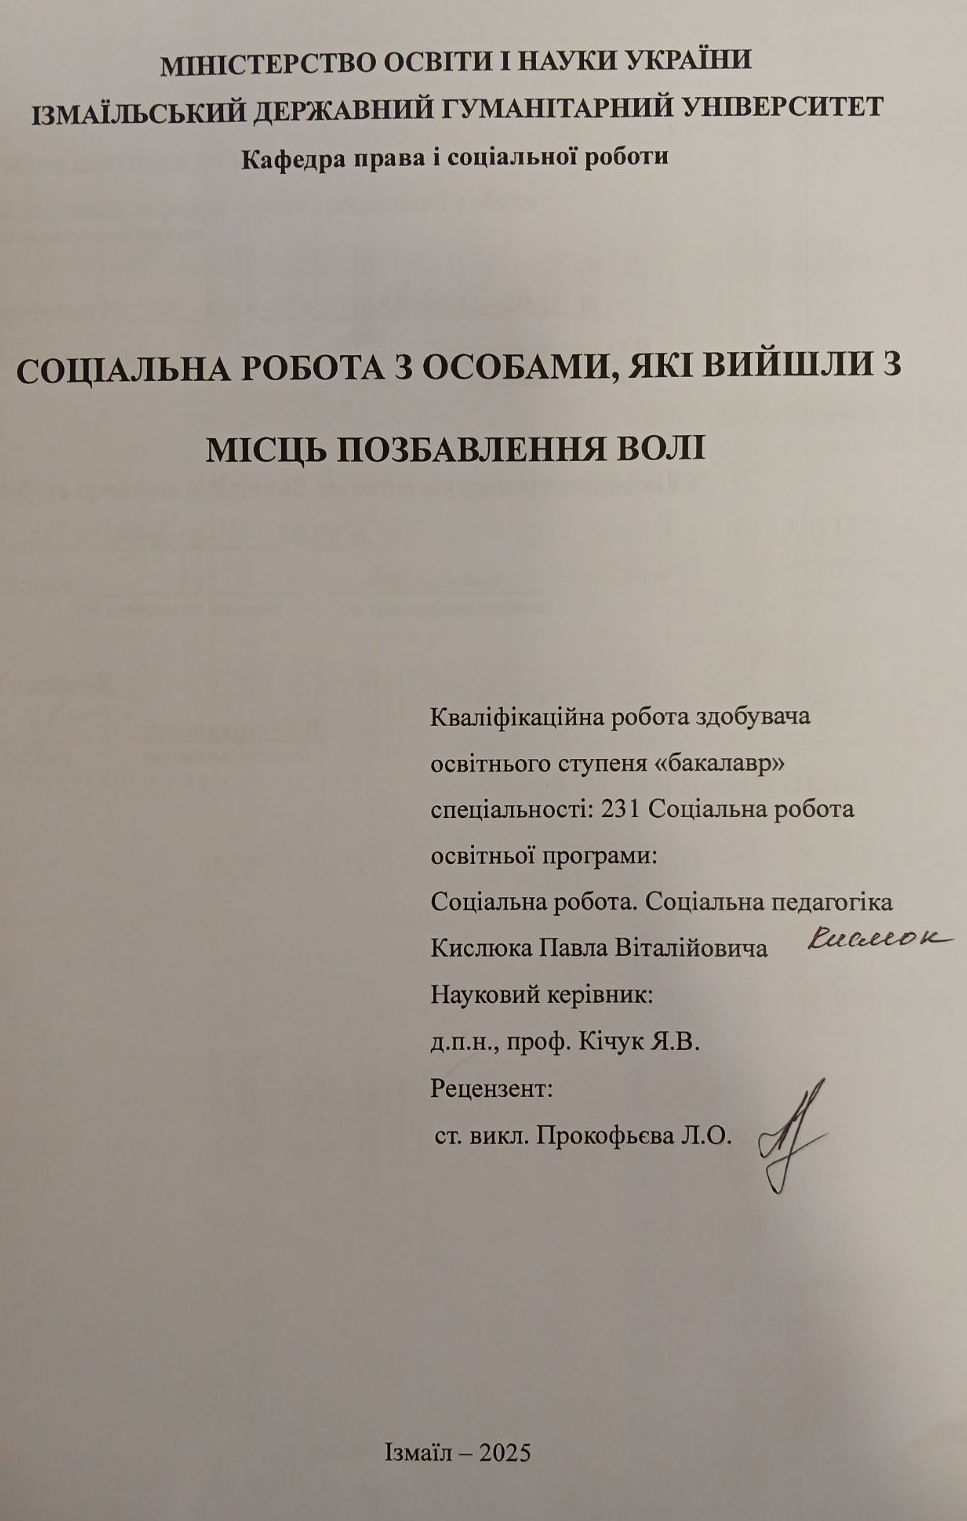 МІНІСТЕРСТВО ОСВІТИ І НАУКИ УКРАЇНИ
ІЗМАЇЛЬСЬКИЙ ДЕРЖАВНИЙ ГУМАНІТАРНИЙ УНІВЕРСИТЕТ
Кафедра права і соціальної роботи
СОЦІАЛЬНА РОБОТА З ОСОБАМИ, ЯКІ ВИЙШЛИ З
МІСЦЬ ПОЗБАВЛЕННЯ ВОЛІ
Кваліфікаційна робота здобувача
освітнього ступеня «бакалавр»
спеціальності: 231 Соціальна робота
освітньої програми:
Соціальна робота. Соціальна педагогіка
Кислюка Павла Віталійовича
Науковий керівник:
д.п.н., проф. Кічук Я.В.
Рецензент:
ст. викл. Прокофьєва Л.О.
Ізмаїл – 2025